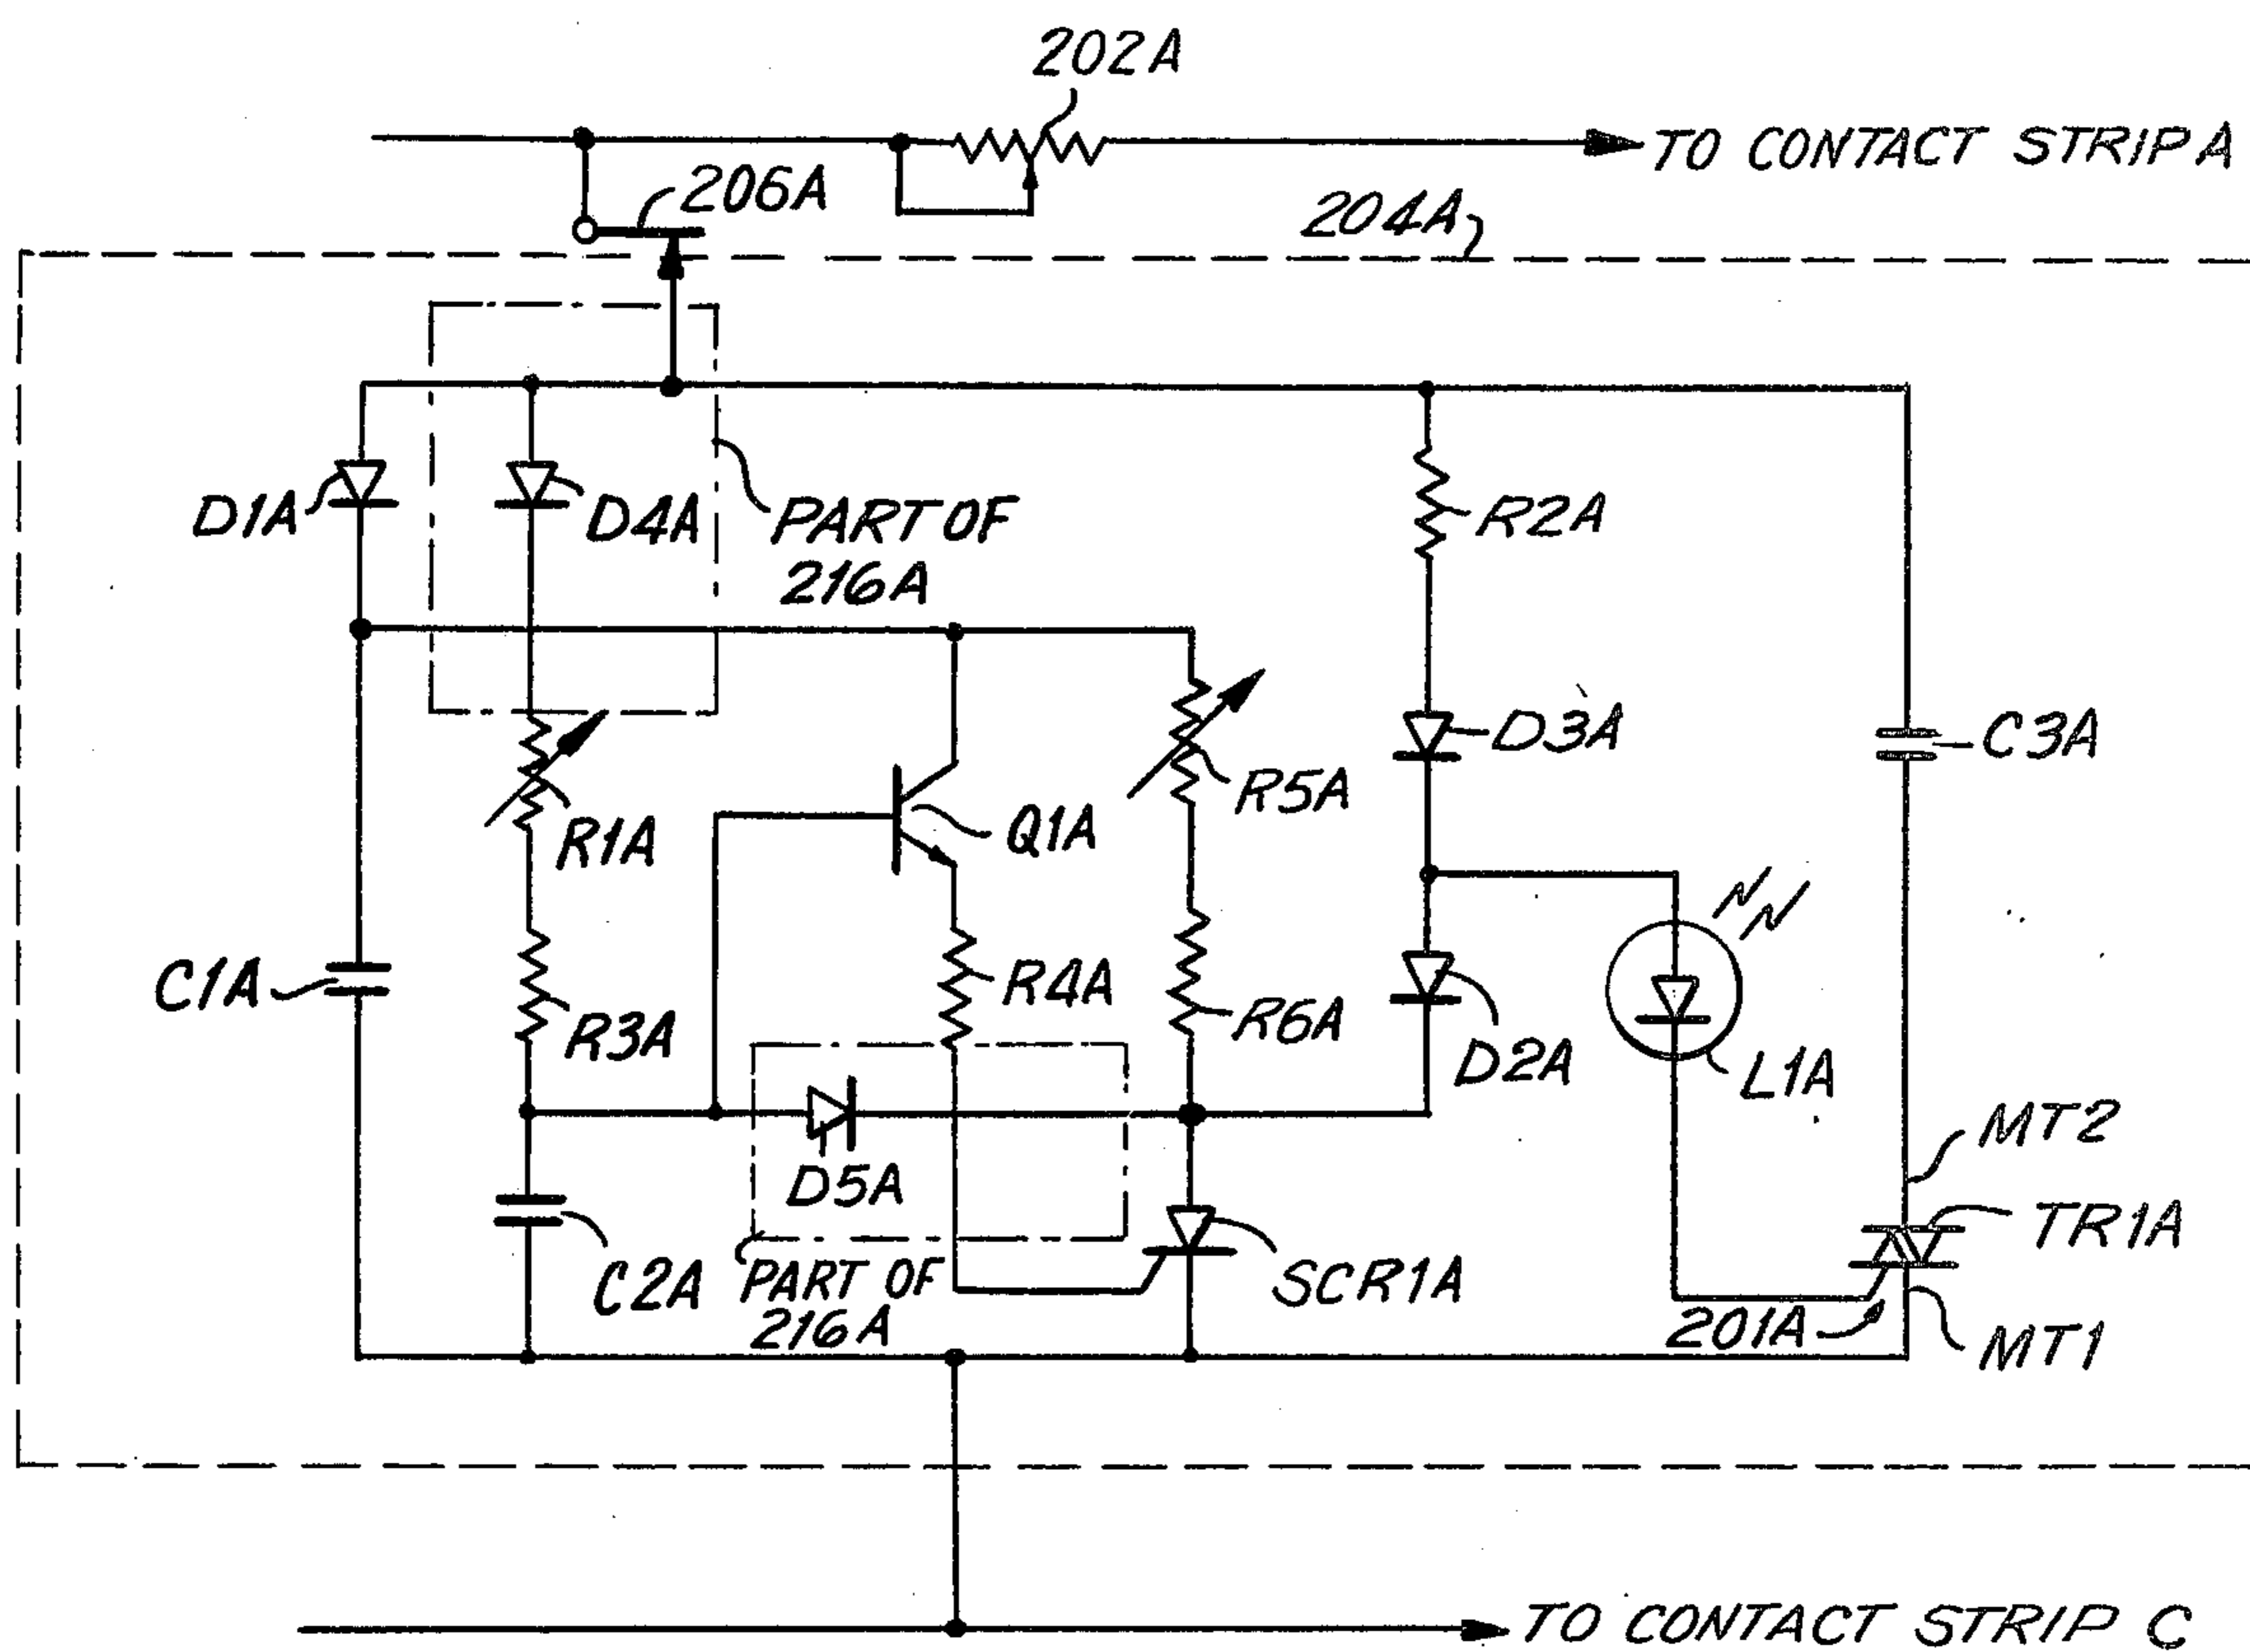 202A
TO CONTACT STRIP A
206A
204A
D1A
D4A
PART OF
216A
R2A
D3A
C3A
R5A
Q1A
R1A
C1A
R4A
R6A
R3A
D2A
L1A
MT2
D5A
TR1A
C2A
PART OF
216A
SCR1A
201A
MT1
TO CONTACT STRIP C